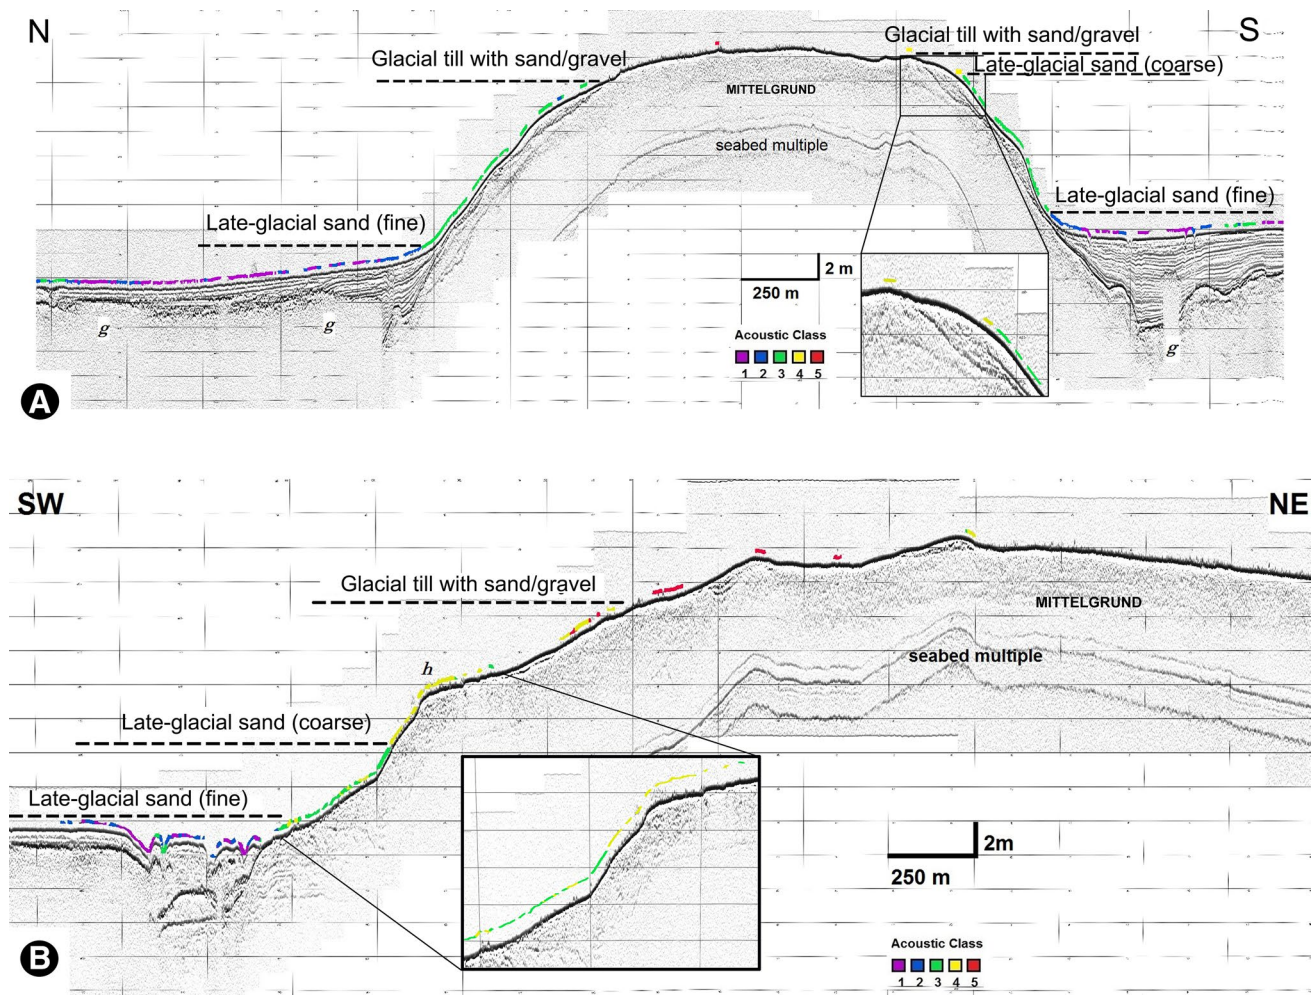 N
S
Glacial till with sand/gravel
Glacial till with sand/gravel
Late-glacial sand (coarse)
MITTELGRUND
seabed multiple
Late-glacial sand (fine)
Late-glacial sand (fine)
2 m
250 m
g
g
g
Acoustic Class
1 2 3 4 5
A
SW
NE
Glacial till with sand/gravel
MITTELGRUND
h
seabed multiple
Late-glacial sand (coarse)
Late-glacial sand (fine)
2m
250 m
B
Acoustic Class
1 2 3 4 5